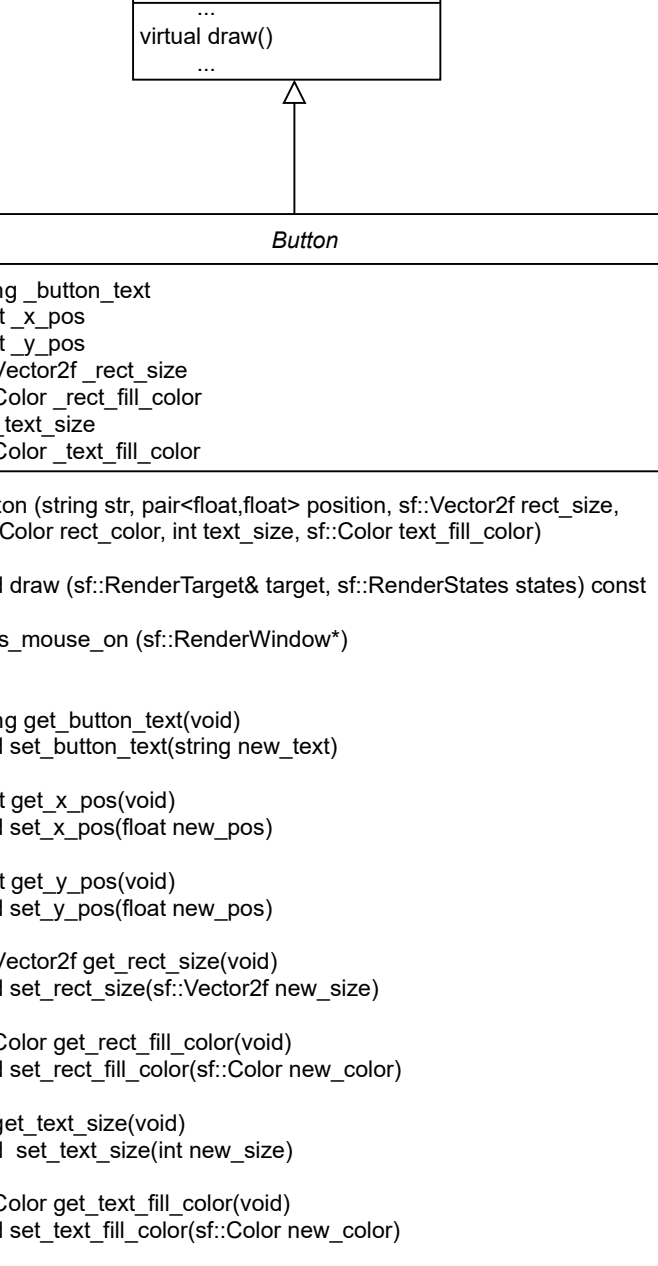 ...
virtual draw()
...
Button
ng _button_text
t _x_pos
t _y_pos
Vector2f _rect_size
Color _rect_fill_color
_text_size
Color _text_fill_color
on (string str, pair<float,float> position, sf::Vector2f rect_size,
Color rect_color, int text_size, sf::Color text_fill_color)
d draw (sf::RenderTarget& target, sf::RenderStates states) const
s_mouse_on (sf::RenderWindow*)
ng get_button_text(void)
d set_button_text(string new_text)
t get_x_pos(void)
d set_x_pos(float new_pos)
t get_y_pos(void)
d set_y_pos(float new_pos)
Vector2f get_rect_size(void)
d set_rect_size(sf::Vector2f new_size)
Color get_rect_fill_color(void)
d set_rect_fill_color(sf::Color new_color)
get_text_size(void)
d set_text_size(int new_size)
Color get_text_fill_color(void)
d set_text_fill_color(sf::Color new_color)